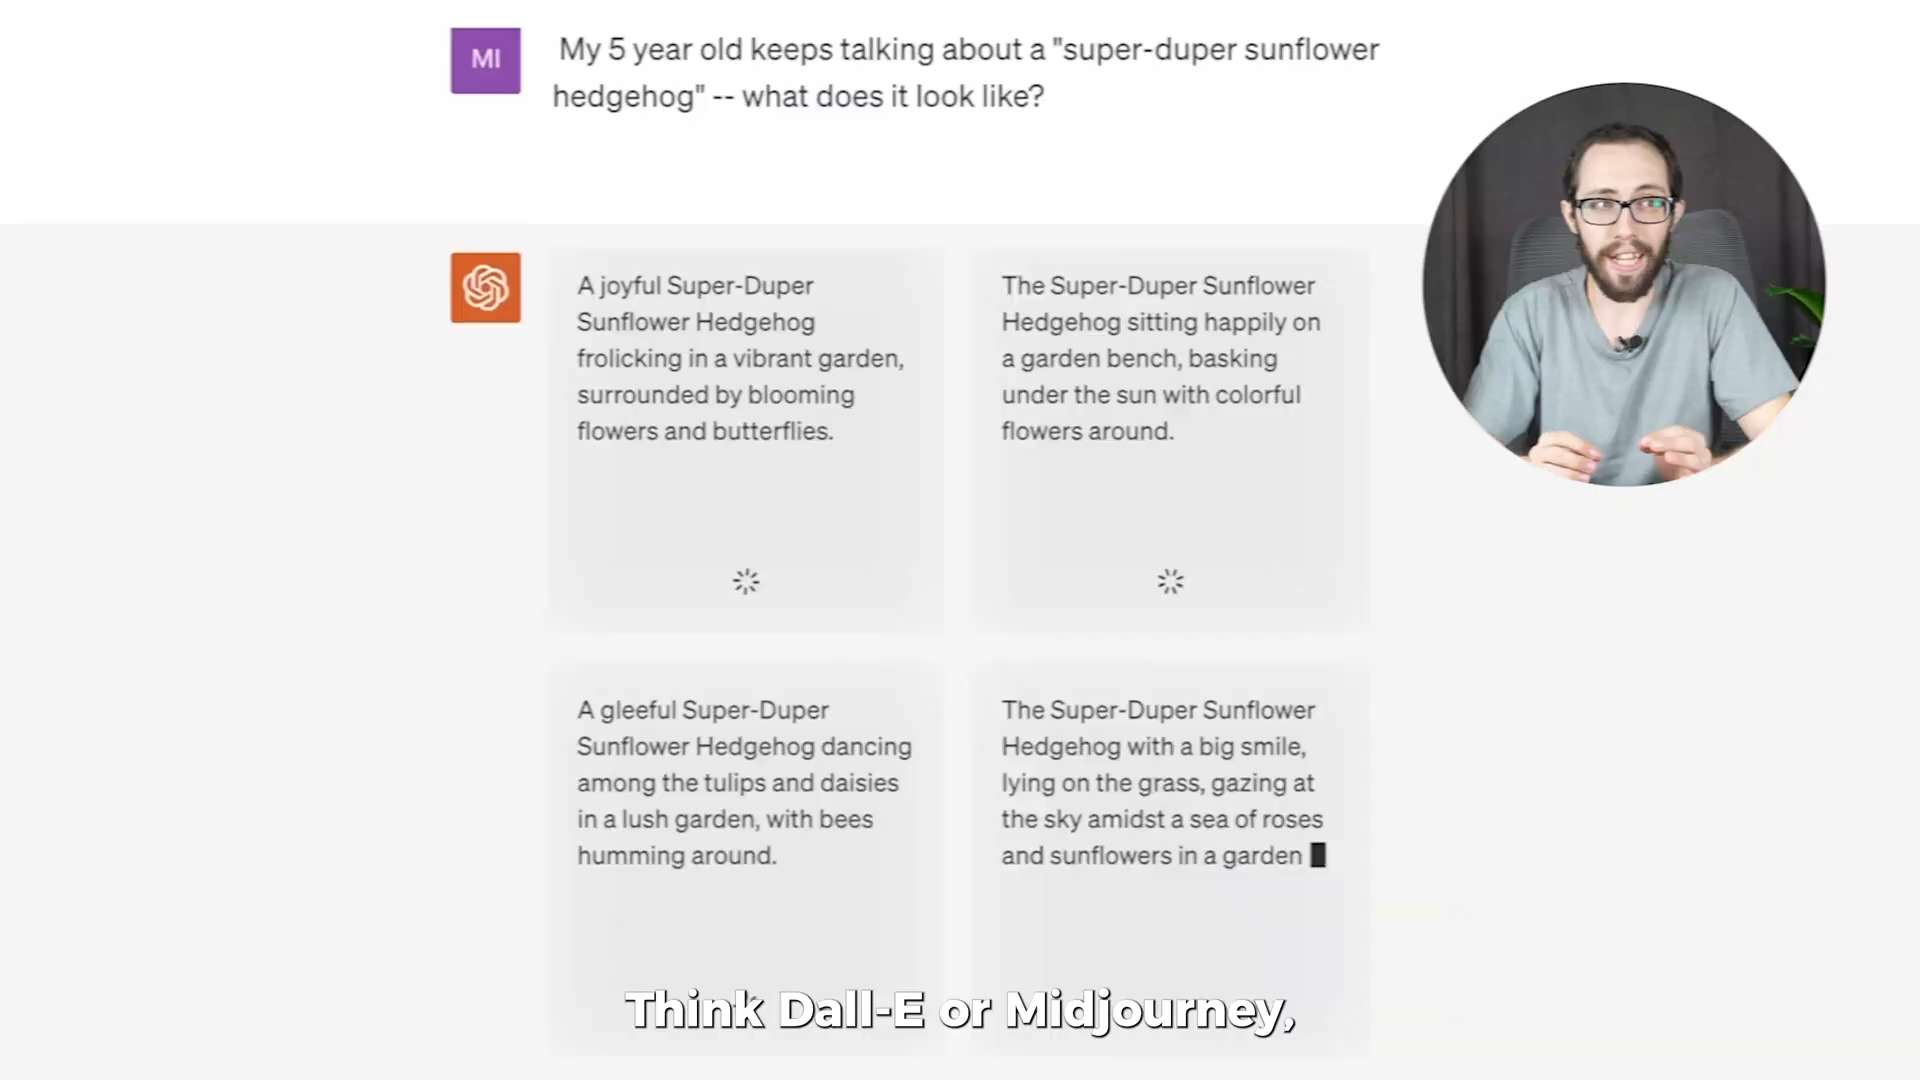 MI
My 5 year old keeps talking about a "super-duper sunflower
hedgehog" -- what does it look like?
A joyful Super-Duper
Sunflower Hedgehog
frolicking in a vibrant garden,
surrounded by blooming
flowers and butterflies.
The Super-Duper Sunflower
Hedgehog sitting happily on
a garden bench, basking
under the sun with colorful
flowers around.
A gleeful Super-Duper
Sunflower Hedgehog dancing
among the tulips and daisies
in a lush garden, with bees
humming around.
The Super-Duper Sunflower
Hedgehog with a big smile,
lying on the grass, gazing at
the sky amidst a sea of roses
and sunflowers in a garden
Think Dall-E or Midjourney,